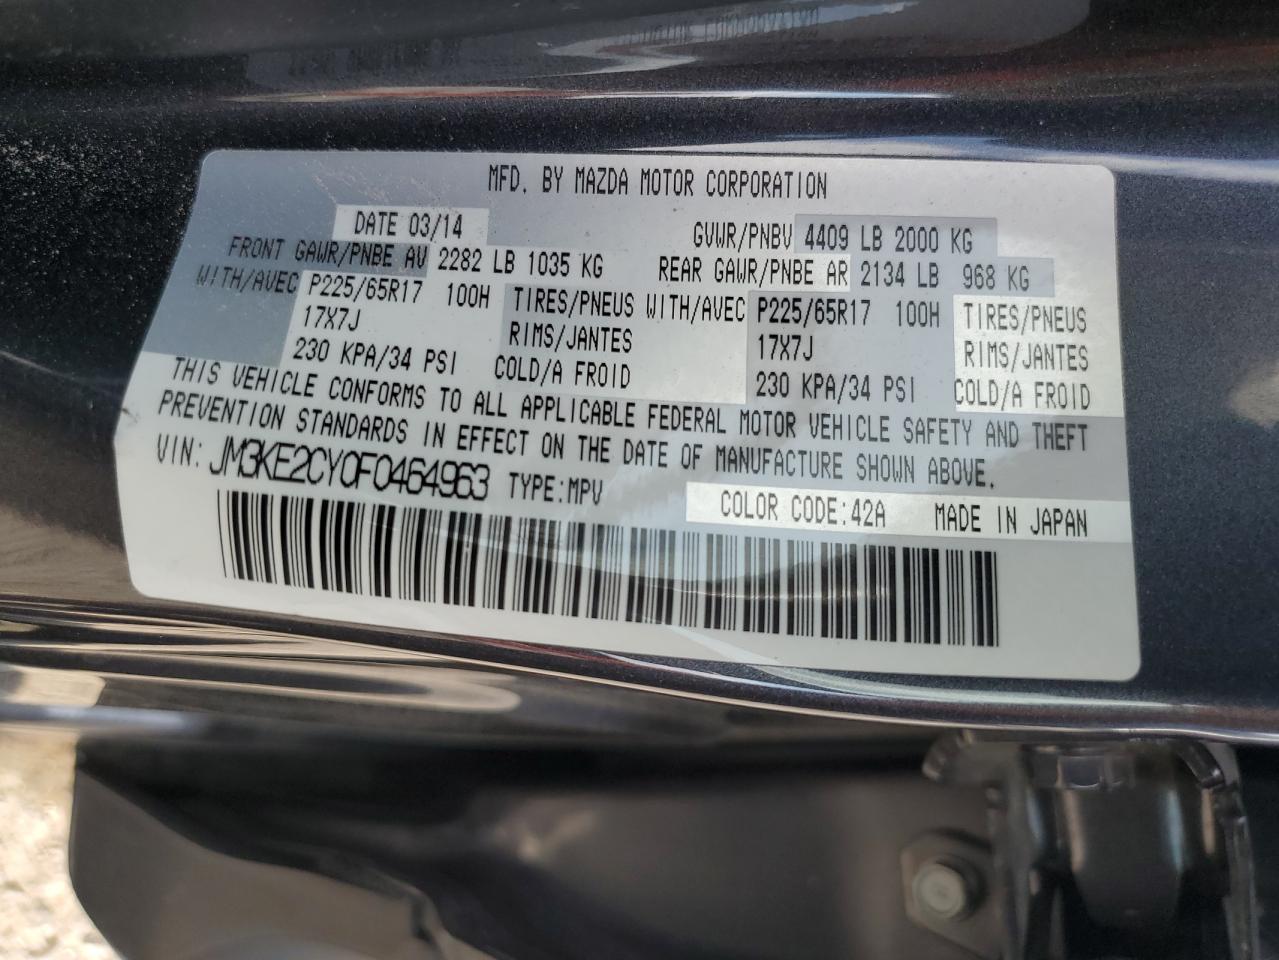 MFD. BY MAZDA MOTOR CORPORATION
DATE 03/14 GVWR/PNBV 4409 LB 2000 KG
FRONT GAWR/PNBE AV 2282 LB 1035 KG REAR GAWR/PNBE AR 2134 LB 968 KG
WITH/AVEC P225/65R17 100H TIRES/PNEUS WITH/AVEC P225/65R17 100H TIRES/PNEUS
17X7J RIMS/JANTES 17X7J RIMS/JANTES
230 KPA/34 PSI COLD/A FROID 230 KPA/34 PSI COLD/A FROID
THIS VEHICLE CONFORMS TO ALL APPLICABLE FEDERAL MOTOR VEHICLE SAFETY AND THEFT
PREVENTION STANDARDS IN EFFECT ON THE DATE OF MANUFACTURE SHOWN ABOVE.
VIN: JM3KE2CY0F0464963 TYPE:MPV
COLOR CODE:42A MADE IN JAPAN